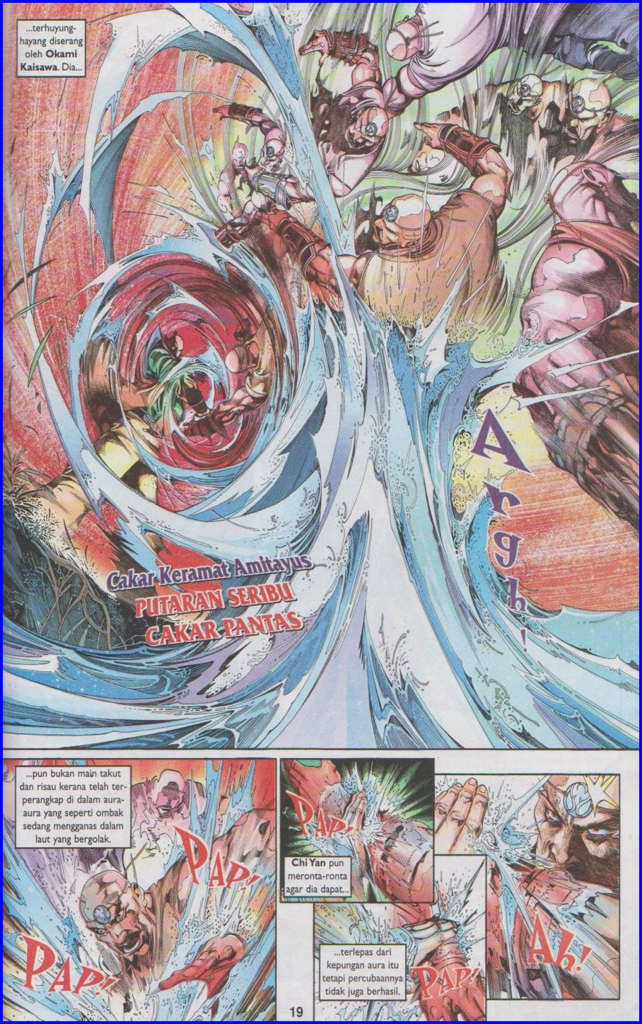 ...terhuyung-
hayang diserang
oleh Okami
Kaisawa. Dia...
Argh!
Cakar Keramat Amitayus
PUTARAN SERIBU
CAKAR PANTAS
...pun bukan main takut
dan risau kerana telah ter-
perangkap di dalam aura-
aura yang seperti ombak
sedang mengganas dalam
laut yang bergolak.
PAP!
PAP!
PAP!
Chi Yan pun
meronta-ronta
agar dia dapat...
...terlepas dari
kepungan aura itu
tetapi percubaannya
tidak juga berhasil.
PAP!
Ah!
19